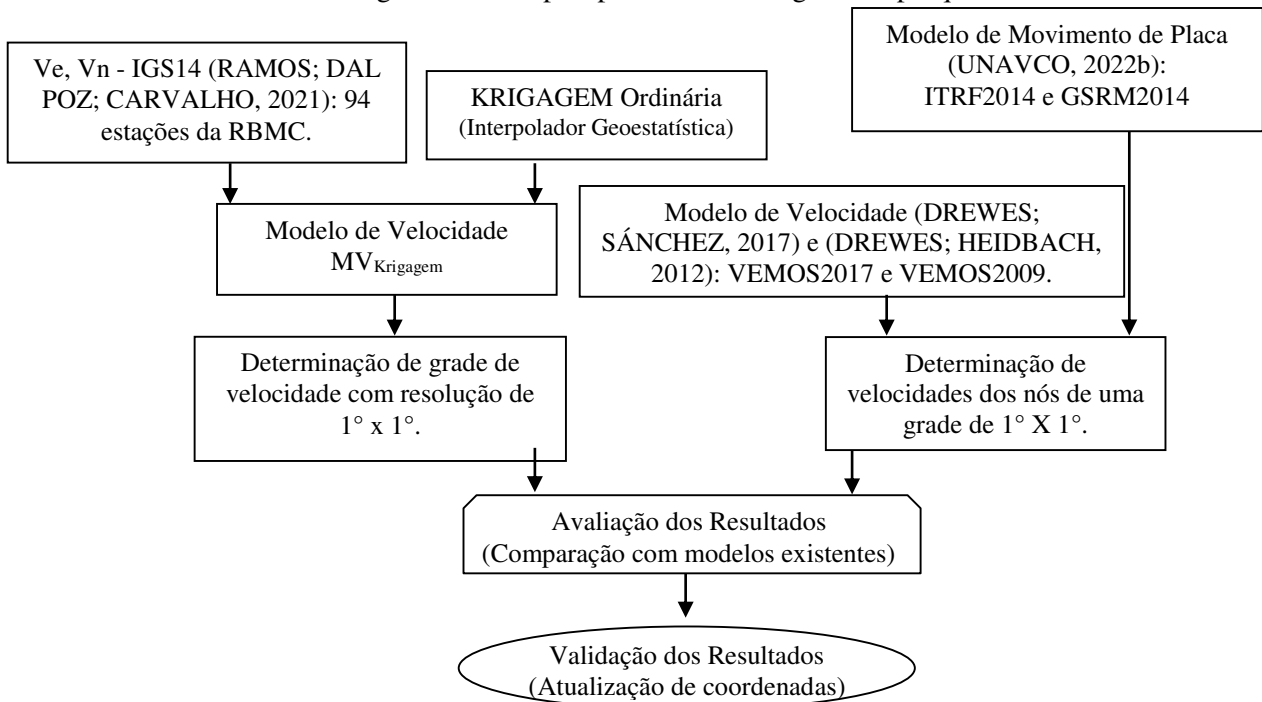 Modelo de Movimento de Placa
(UNAVCO, 2022b):
ITRF2014 e GSRM2014
Ve, Vn - IGS14 (RAMOS; DAL
POZ; CARVALHO, 2021): 94
estações da RBMC.
KRIGAGEM Ordinária
(Interpolador Geoestatística)
Modelo de Velocidade
MVKrigagem
Modelo de Velocidade (DREWES;
SÁNCHEZ, 2017) e (DREWES; HEIDBACH,
2012): VEMOS2017 e VEMOS2009.
Determinação de grade de
velocidade com resolução de
1° x 1°.
Determinação de
velocidades dos nós de uma
grade de 1° X 1°.
Avaliação dos Resultados
(Comparação com modelos existentes)
Validação dos Resultados
(Atualização de coordenadas)